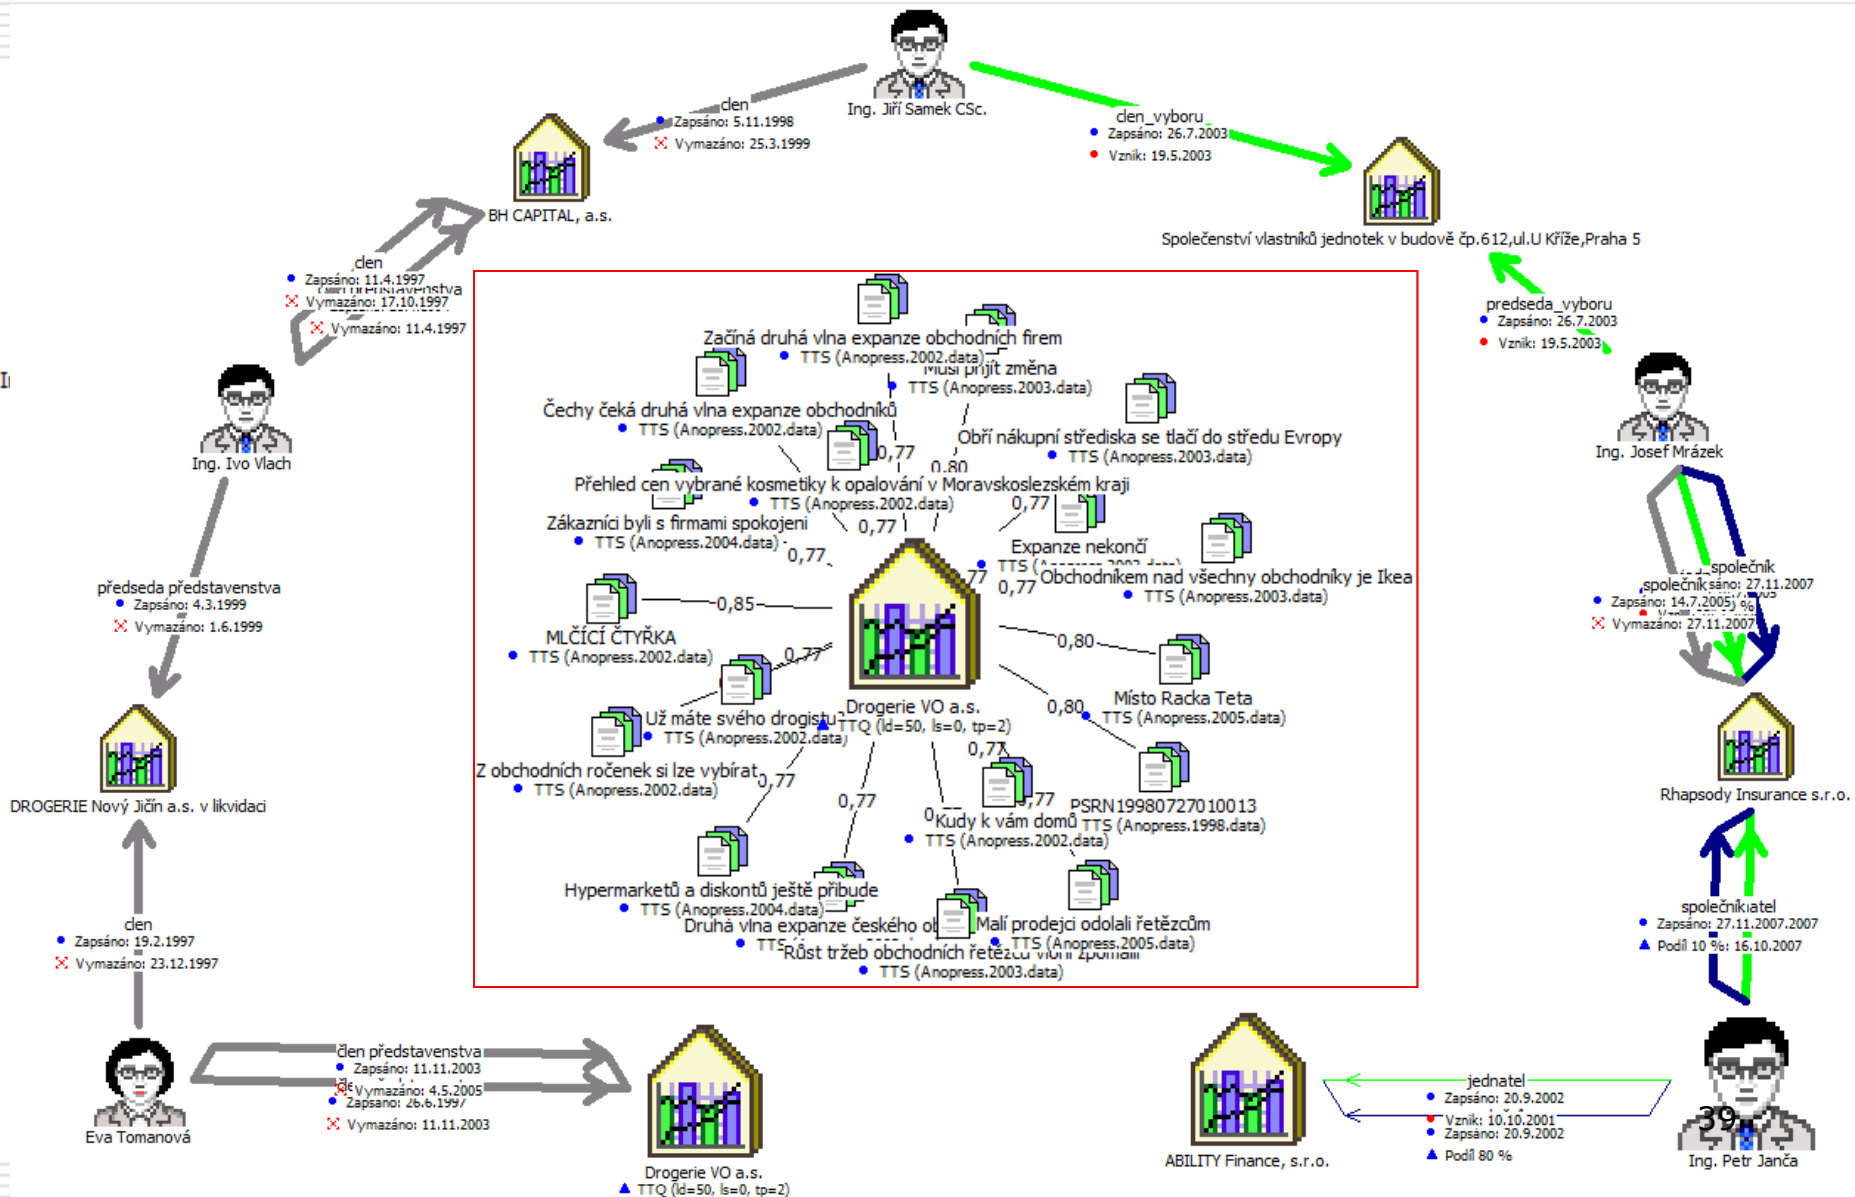 Ing. Jiří Samek CSc.
člen
Zapsáno: 5.11.1998
Vymazáno: 25.3.1999
clen_vyboru
Zapsáno: 26.7.2003
Vznik: 19.5.2003
BH CAPITAL, a.s.
Společenství vlastníků jednotek v budově čp.612,ul.U Kříže,Praha 5
člen
Zapsáno: 11.4.1997
Vymazáno: 17.10.1997
Vymazáno: 11.4.1997
predseda_vyboru
Zapsáno: 26.7.2003
Vznik: 19.5.2003
Ing. Ivo Vlach
Ing. Josef Mrázek
Začíná druhá vlna expanze obchodních firem
TTS (Anopress.2002.data)
Musí přijít změna
TTS (Anopress.2003.data)
Čechy čeká druhá vlna expanze obchodníků
TTS (Anopress.2002.data)
0,77
Obří nákupní střediska se tlačí do středu Evropy
TTS (Anopress.2003.data)
0,80
Přehled cen vybrané kosmetiky k opalování v Moravskoslezském kraji
TTS (Anopress.2002.data)
0,77
0,77
Zákazníci byli s firmami spokojeni
TTS (Anopress.2004.data)
0,77
Expanze nekončí
0,77
Obchodníkem nad všechny obchodníky je Ikea
TTS (Anopress.2003.data)
0,85
MLČÍCÍ ČTYŘKA
TTS (Anopress.2002.data)
0,77
0,80
Místo Racka Teta
TTS (Anopress.2005.data)
0,80
Už máte svého drogistu
TTS (Anopress.2002.data)
Drogerie VO a.s.
TTQ (ld=50, ls=0, tp=2)
Z obchodních ročenek si lze vybírat
TTS (Anopress.2002.data)
0,77
0,77
0,77
PSRN19980727010013
TTS (Anopress.1998.data)
Kudy k vám domů
TTS (Anopress.2002.data)
Hypermarketů a diskontů ještě přibude
TTS (Anopress.2004.data)
Druhá vlna expanze českého
Malí prodejci odolali řetězcům
TTS (Anopress.2005.data)
Růst tržeb obchodních řetězců vloni zpomalil
TTS (Anopress.2003.data)
předseda představenstva
Zapsáno: 4.3.1999
Vymazáno: 1.6.1999
společník
27.11.2007
společník
Zapsáno: 14.7.2005
Vymazáno: 27.11.2007
DROGERIE Nový Jičín a.s. v likvidaci
Rhapsody Insurance s.r.o.
člen
Zapsáno: 19.2.1997
Vymazáno: 23.12.1997
společník
Zapsáno: 27.11.2007
Podíl 10 %: 16.10.2007
Eva Tomanová
člen představenstva
Zapsáno: 11.11.2003
Vymazáno: 4.5.2005
Zapsáno: 26.6.1997
Vymazáno: 11.11.2003
Drogerie VO a.s.
TTQ (ld=50, ls=0, tp=2)
ABILITY Finance, s.r.o.
jednatel
Zapsáno: 20.9.2002
Vznik: 10.10.2001
Zapsáno: 20.9.2002
Podíl 80 %
39
Ing. Petr Janča